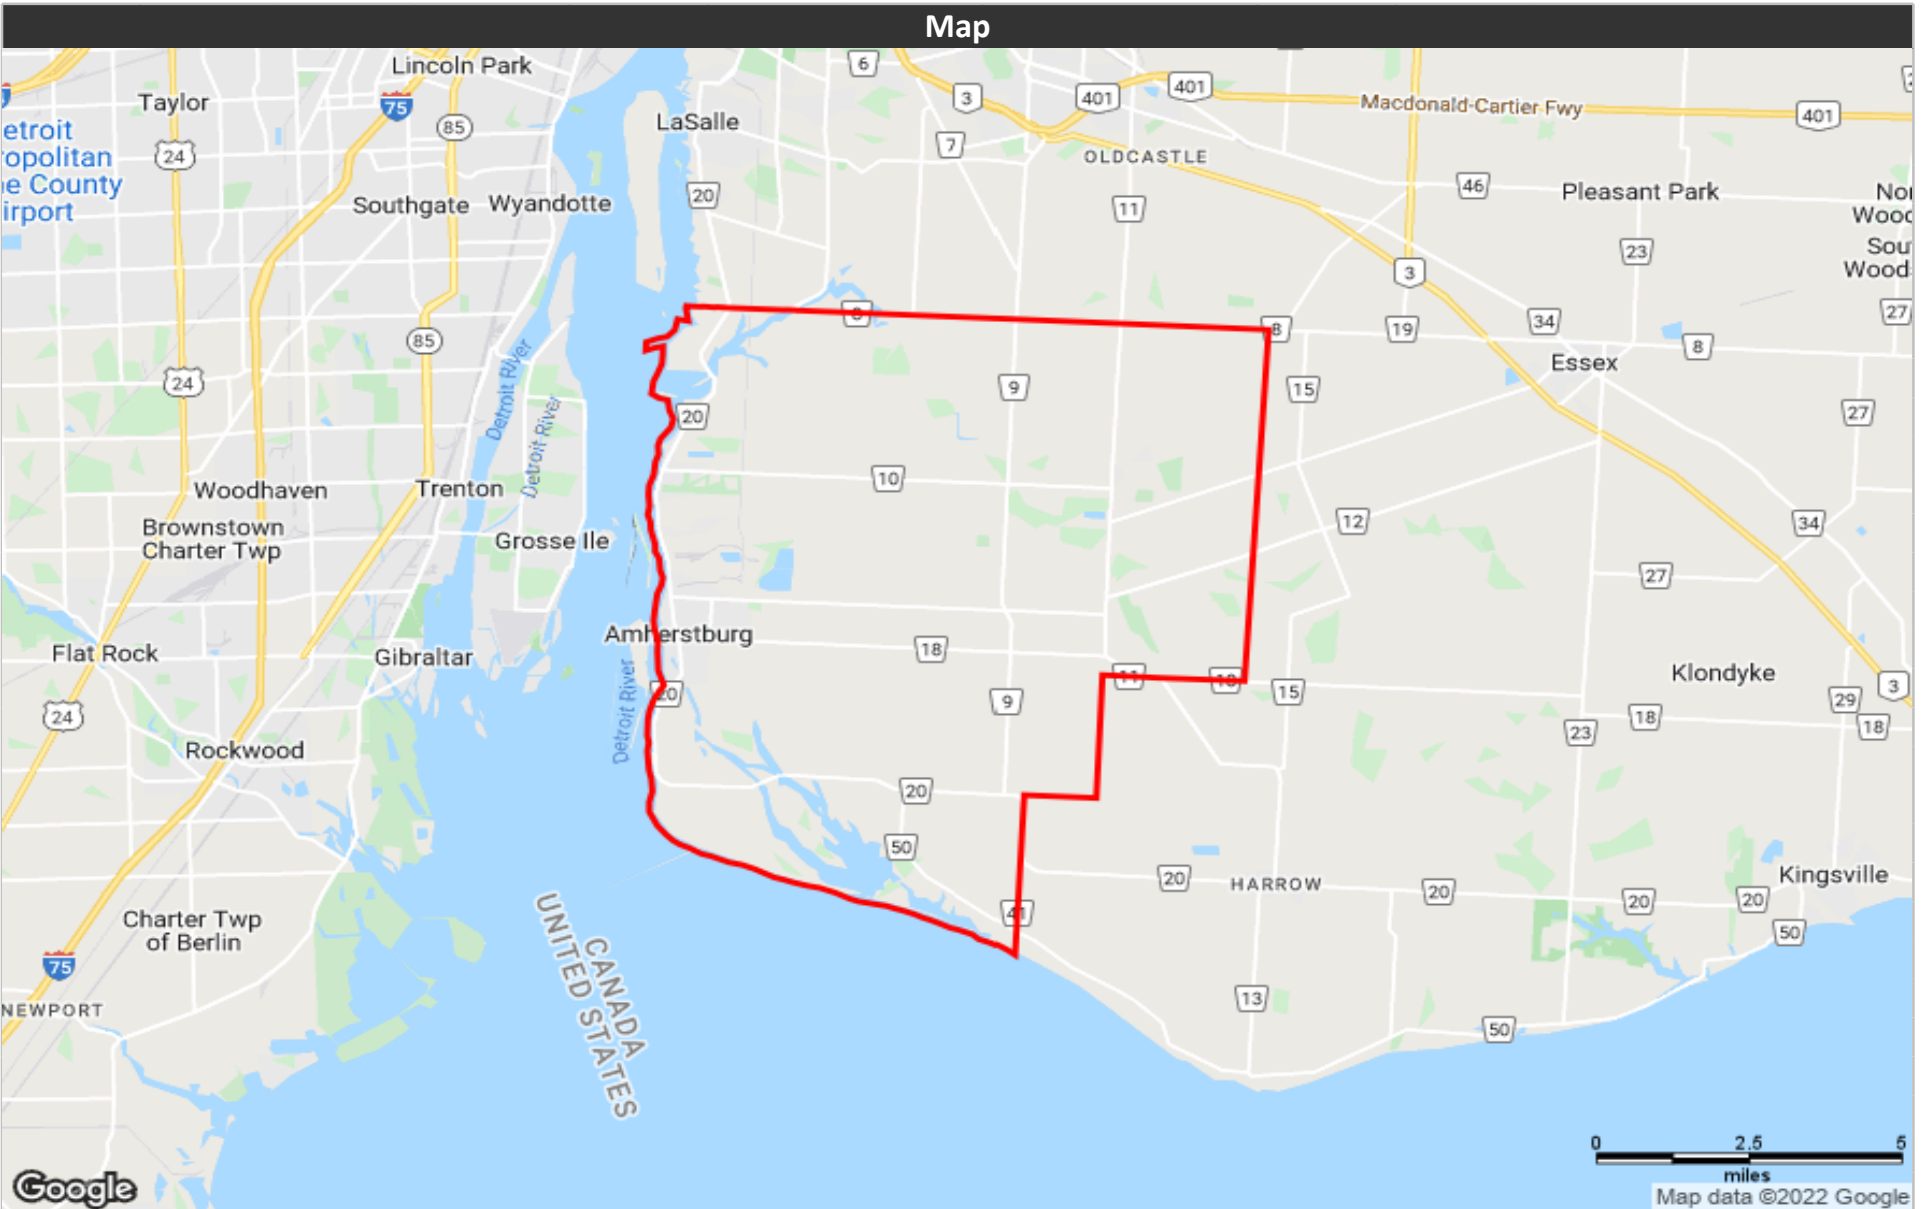 Map
Lincoln Park
Taylor
75
85
24
etroit
ropolitan
e County
irport
Southgate
Wyandotte
LaSalle
6
3
401
401
Macdonald-Cartier Fwy
401
7
OLDCASTLE
20
11
46
Pleasant Park
23
3
27
34
19
8
8
Essex
85
24
Detroit River
Detroit River
20
9
15
27
10
Woodhaven
Trenton
Brownstown
Charter Twp
Grosse Ile
12
34
27
Amherstburg
18
Flat Rock
Gibraltar
11
15
Klondyke
3
29
24
20
9
18
18
23
Detroit River
Rockwood
20
50
20
HARROW
20
20
20
Kingsville
50
41
Charter Twp
of Berlin
75
CANADA
UNITED STATES
NEWPORT
13
50
0 2.5 5
miles
Google
Map data ©2022 Google